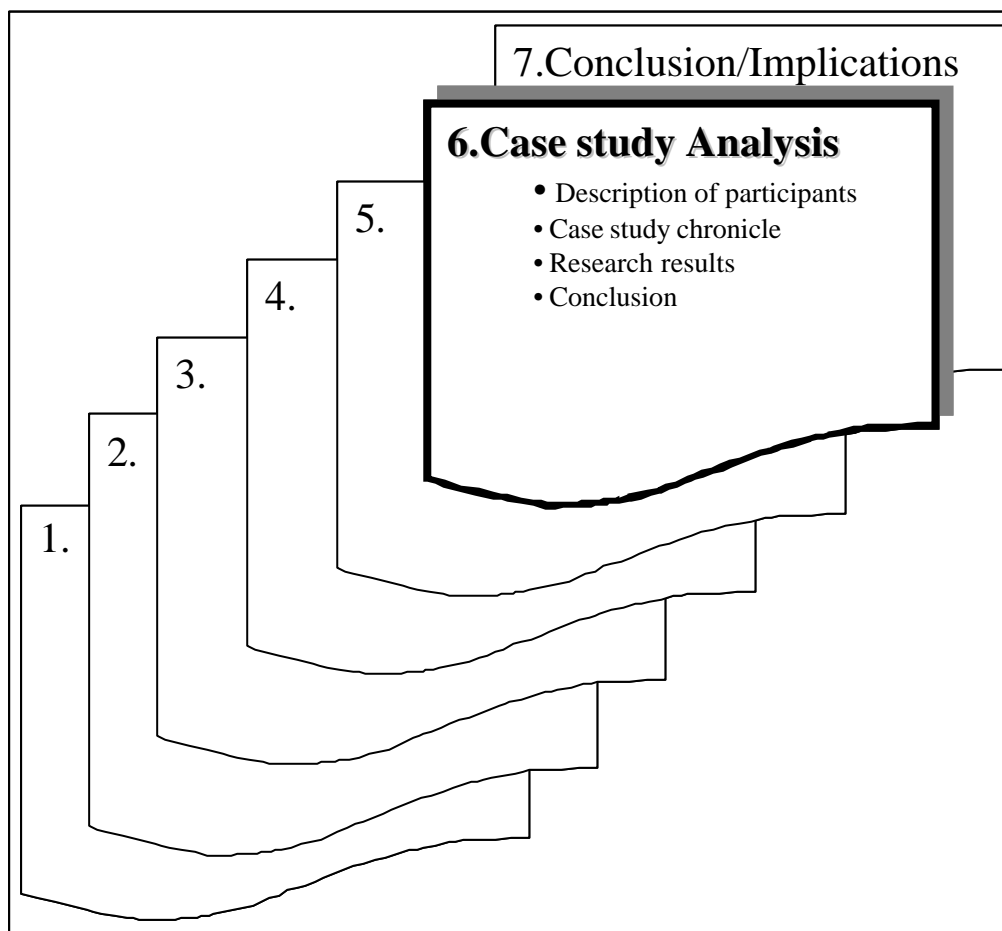 7.Conclusion/Implications
6.Case study Analysis
• Description of participants
• Case study chronicle
• Research results
• Conclusion
5.
4.
3.
2.
1.